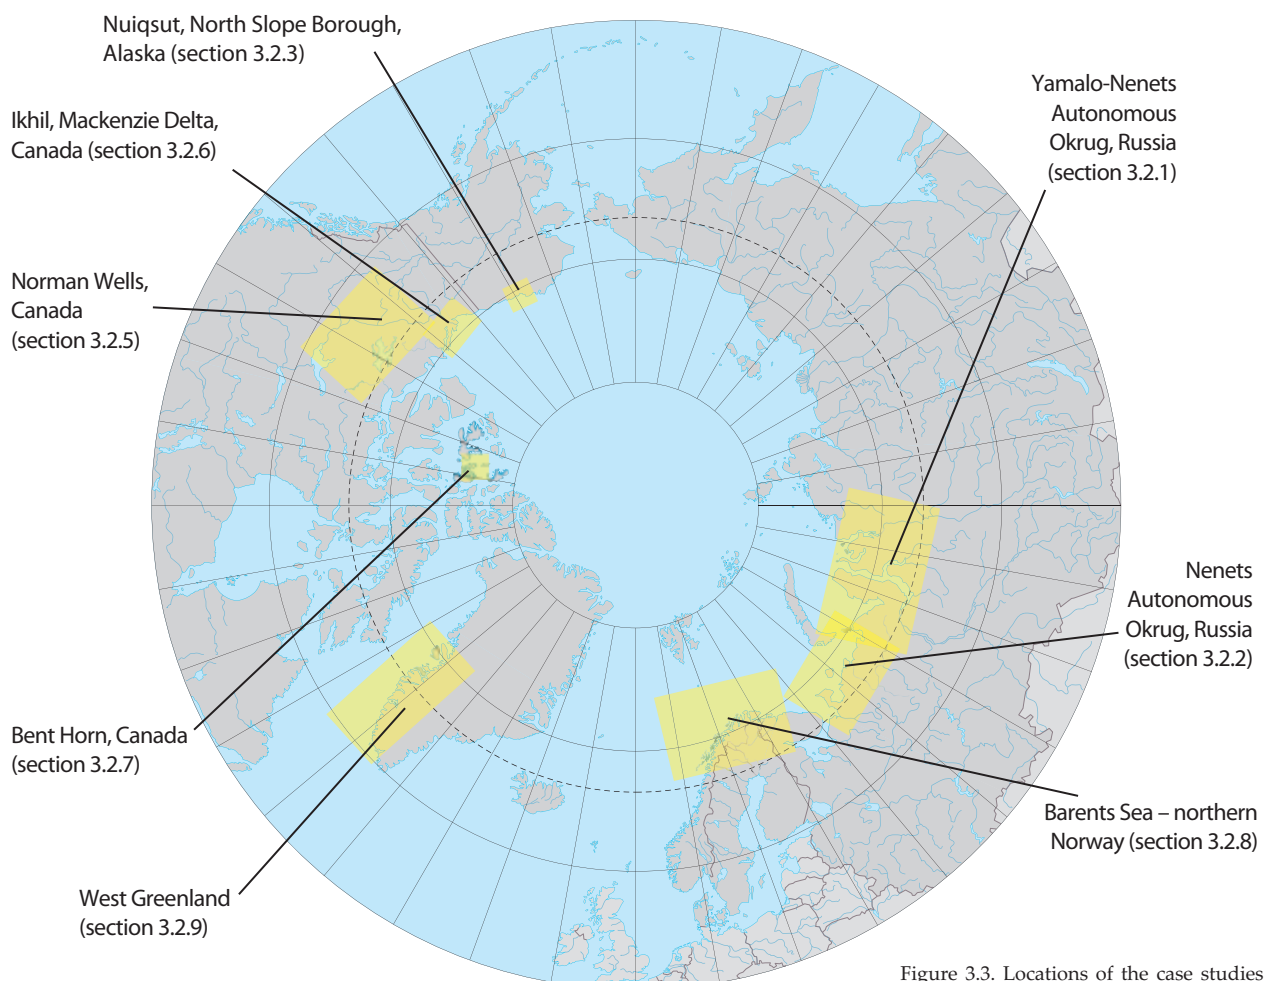 Nuiqsut, North Slope Borough,
Alaska (section 3.2.3)
Ikhil, Mackenzie Delta,
Canada (section 3.2.6)
Norman Wells,
Canada
(section 3.2.5)
Yamalo-Nenets
Autonomous
Okrug, Russia
(section 3.2.1)
Nenets
Autonomous
Okrug, Russia
(section 3.2.2)
Bent Horn, Canada
(section 3.2.7)
Barents Sea – northern
Norway (section 3.2.8)
West Greenland
(section 3.2.9)
Figure 3.3. Locations of the case studies